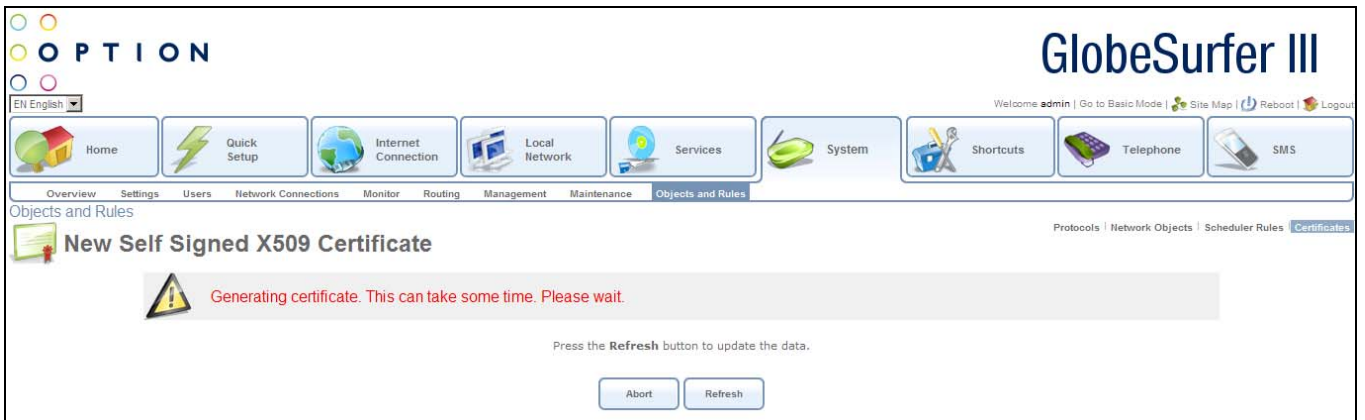 OPTION
GlobeSurfer III
EN English
Welcome admin | Go to Basic Mode | Site Map | Reboot | Logout
Home
Quick
Setup
Internet
Connection
Local
Network
Services
System
Shortcuts
Telephone
SMS
Overview Settings Users Network Connections Monitor Routing Management Maintenance Objects and Rules
Objects and Rules
Protocols | Network Objects | Scheduler Rules | Certificates
New Self Signed X509 Certificate
Generating certificate. This can take some time. Please wait.
Press the Refresh button to update the data.
Abort Refresh